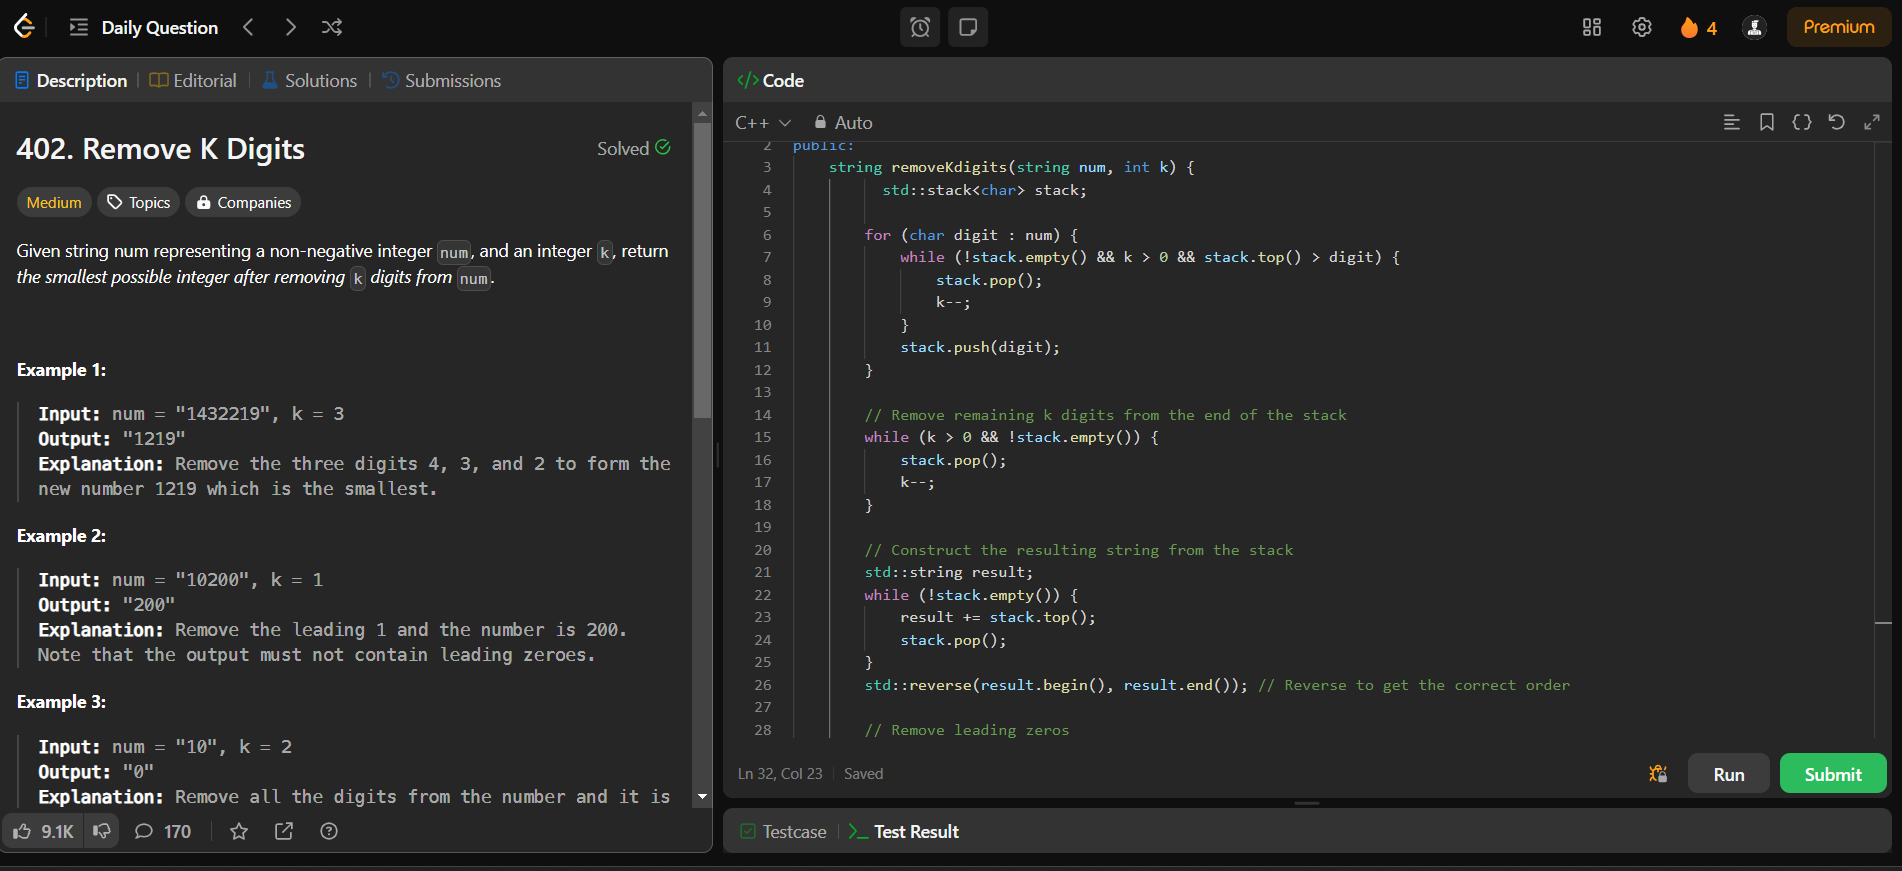 Daily Question
4
Premium
Description
Editorial
Solutions
Submissions
402. Remove K Digits
Solved
Medium
Topics
Companies
Given string num representing a non-negative integer num, and an integer k, return
the smallest possible integer after removing k digits from num.
Example 1:
Input: num = "1432219", k = 3
Output: "1219"
Explanation: Remove the three digits 4, 3, and 2 to form the
new number 1219 which is the smallest.
Example 2:
Input: num = "10200", k = 1
Output: "200"
Explanation: Remove the leading 1 and the number is 200.
Note that the output must not contain leading zeroes.
Example 3:
Input: num = "10", k = 2
Output: "0"
Explanation: Remove all the digits from the number and it is
9.1K
170
</> Code
C++
Auto
2 public:
3 string removeKdigits(string num, int k) {
4 std::stack<char> stack;
5
6 for (char digit : num) {
7 while (!stack.empty() && k > 0 && stack.top() > digit) {
8 stack.pop();
9 k--;
10 }
11 stack.push(digit);
12 }
13
14 // Remove remaining k digits from the end of the stack
15 while (k > 0 && !stack.empty()) {
16 stack.pop();
17 k--;
18 }
19
20 // Construct the resulting string from the stack
21 std::string result;
22 while (!stack.empty()) {
23 result += stack.top();
24 stack.pop();
25 }
26 std::reverse(result.begin(), result.end()); // Reverse to get the correct order
27
28 // Remove leading zeros
Ln 32, Col 23
Saved
Run
Submit
Testcase
Test Result